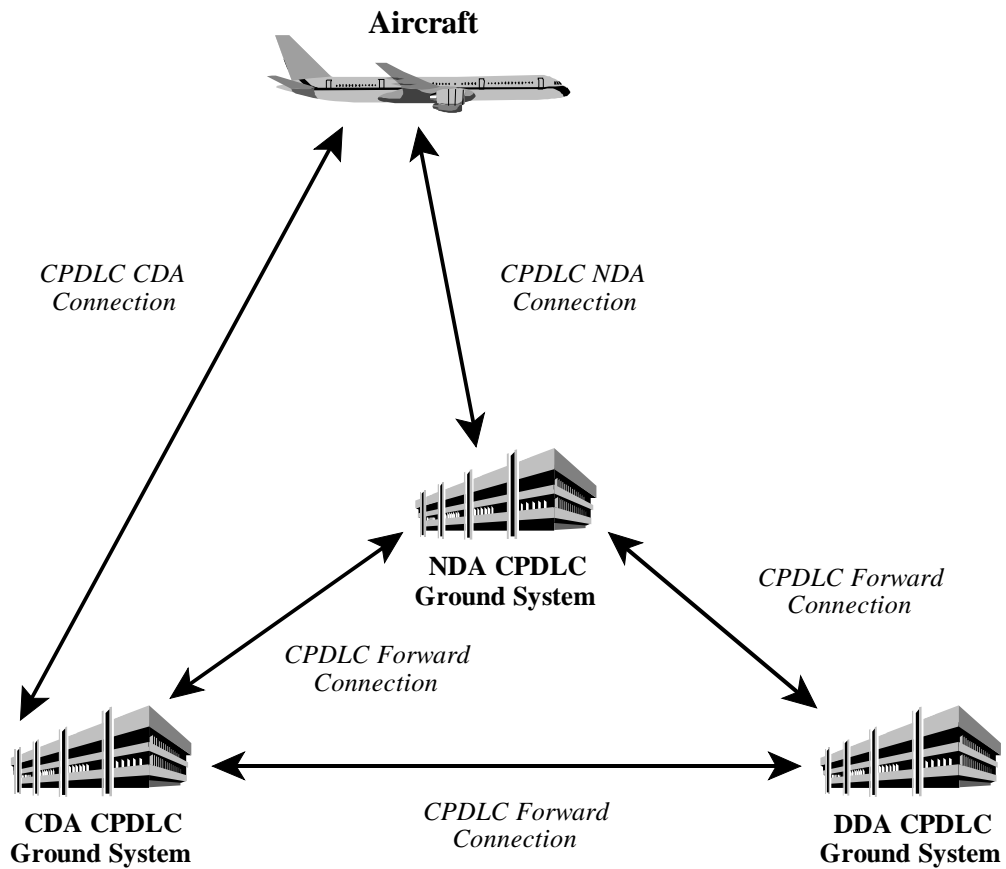 Aircraft
CPDLC CDA
Connection
CPDLC NDA
Connection
NDA CPDLC
Ground System
CPDLC Forward
Connection
CPDLC Forward
Connection
CDA CPDLC
Ground System
CPDLC Forward
Connection
DDA CPDLC
Ground System